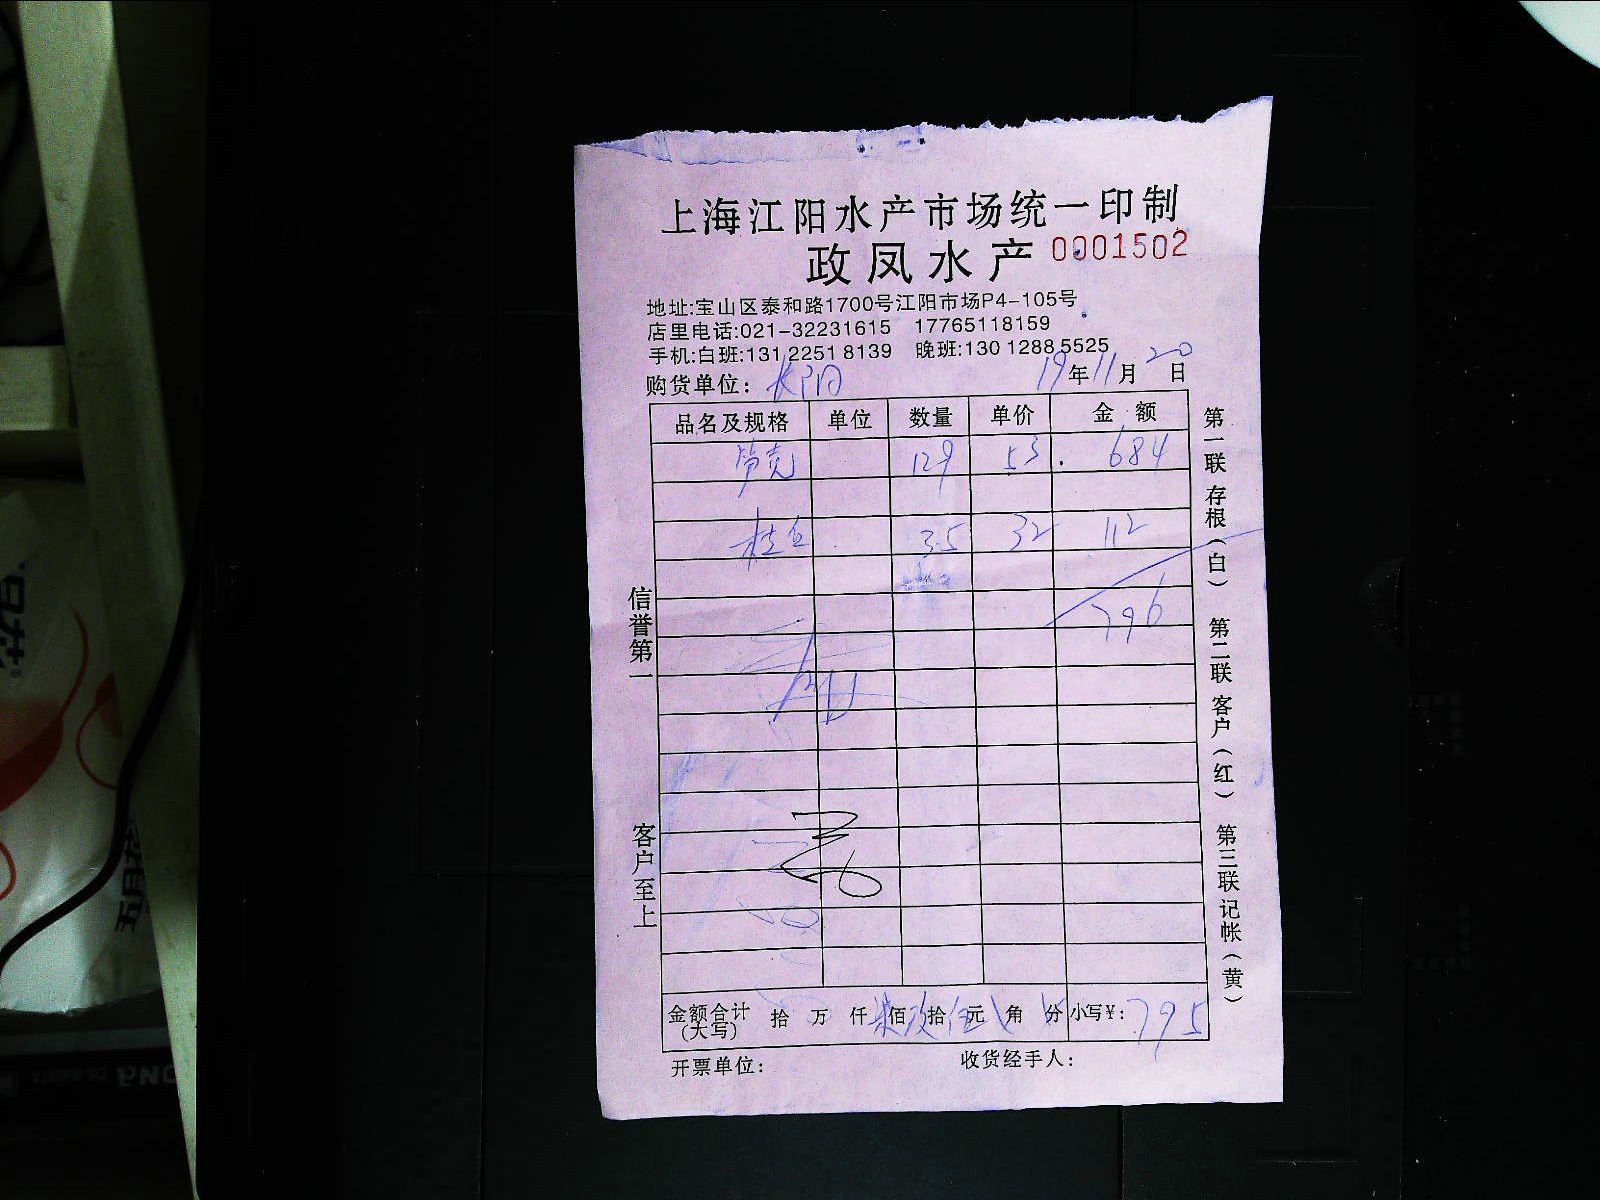 上海江阳水产市场统一印制
政凤水产 0001502
地址:宝山区泰和路1700号江阳市场P4-105号
店里电话:021-32231615 17765118159
手机:白班:131 2251 8139 晚班:130 1288 5525
购货单位: 19年11月20日
品名及规格 单位 数量 单价 金额
129 53 684
桂鱼 35 32 112
796
金额合计(大写) 拾 万 仟 柒佰 玖拾 伍元 角 分 小写¥: 795
开票单位: 收货经手人:
信誉第一
客户至上
第一联 存根(白)
第二联 客户(红)
第三联 记帐(黄)